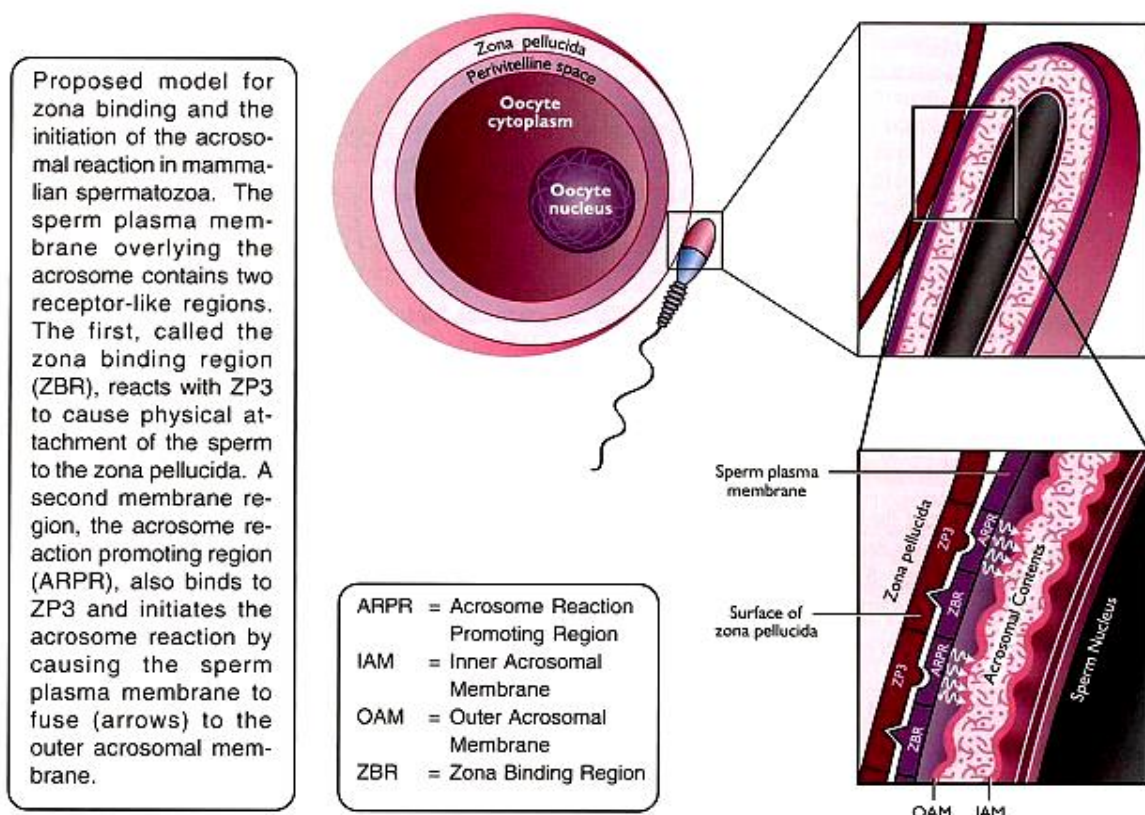 Proposed model for
zona binding and the
initiation of the acroso-
mal reaction in mamma-
lian spermatozoa. The
sperm plasma mem-
brane overlying the
acrosome contains two
receptor-like regions.
The first, called the
zona binding region
(ZBR), reacts with ZP3
to cause physical at-
tachment of the sperm
to the zona pellucida. A
second membrane re-
gion, the acrosome re-
action promoting region
(ARPR), also binds to
ZP3 and initiates the
acrosome reaction by
causing the sperm
plasma membrane to
fuse (arrows) to the
outer acrosomal mem-
brane.
Zona pellucida
Perivitelline space
Oocyte
cytoplasm
Oocyte
nucleus
ARPR = Acrosome Reaction
Promoting Region
IAM = Inner Acrosomal
Membrane
OAM = Outer Acrosomal
Membrane
ZBR = Zona Binding Region
Sperm plasma
membrane
Surface of
zona pellucida
Zona pellucida
ZP3
ZP3
ARPR
ZBR
ARPR
ZBR
Acrosomal Contents
Sperm Nucleus
OAM IAM